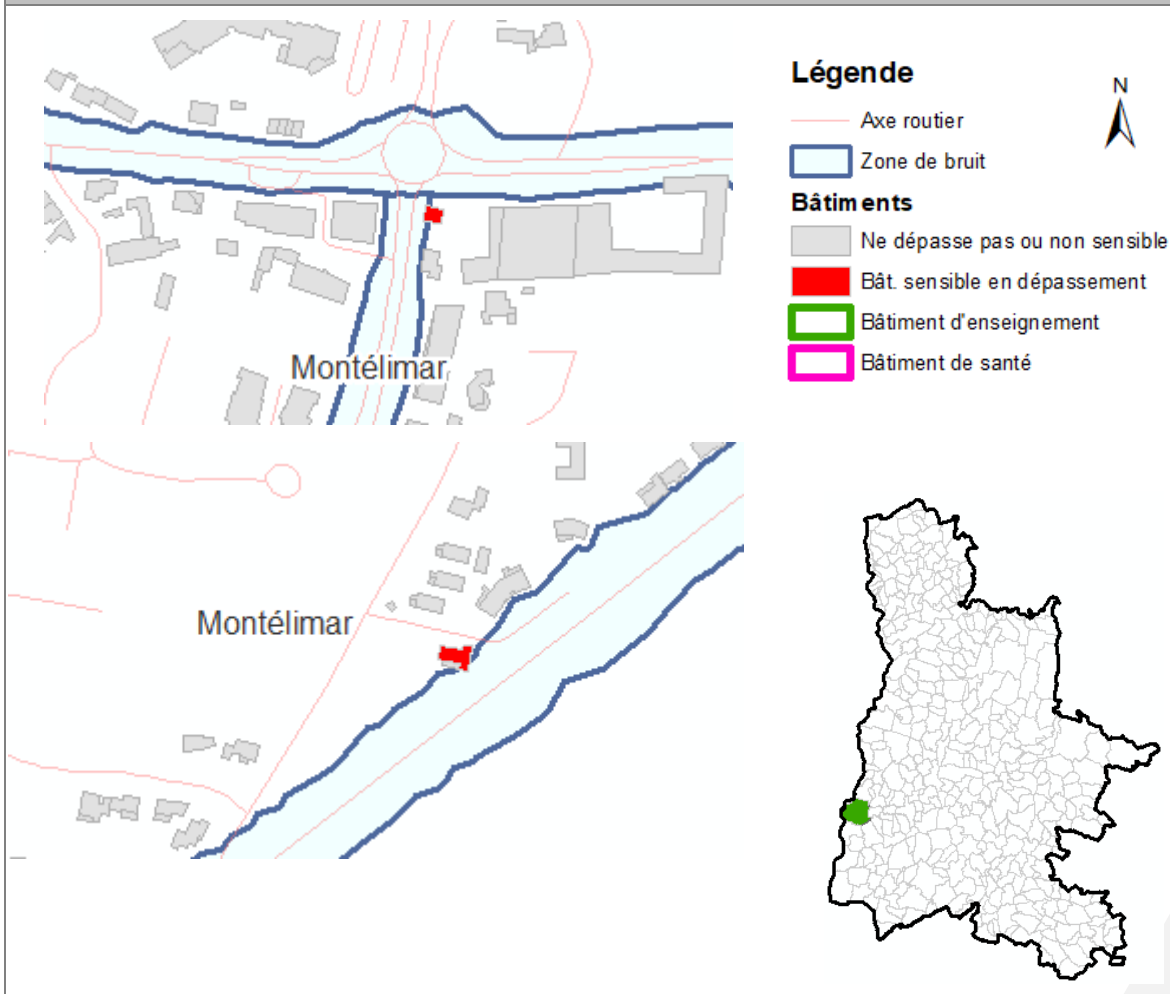 Légende
N
Axe routier
Zone de bruit
Bâtiments
Ne dépasse pas ou non sensible
Bât. sensible en dépassement
Bâtiment d'enseignement
Bâtiment de santé
Montélimar
Montélimar